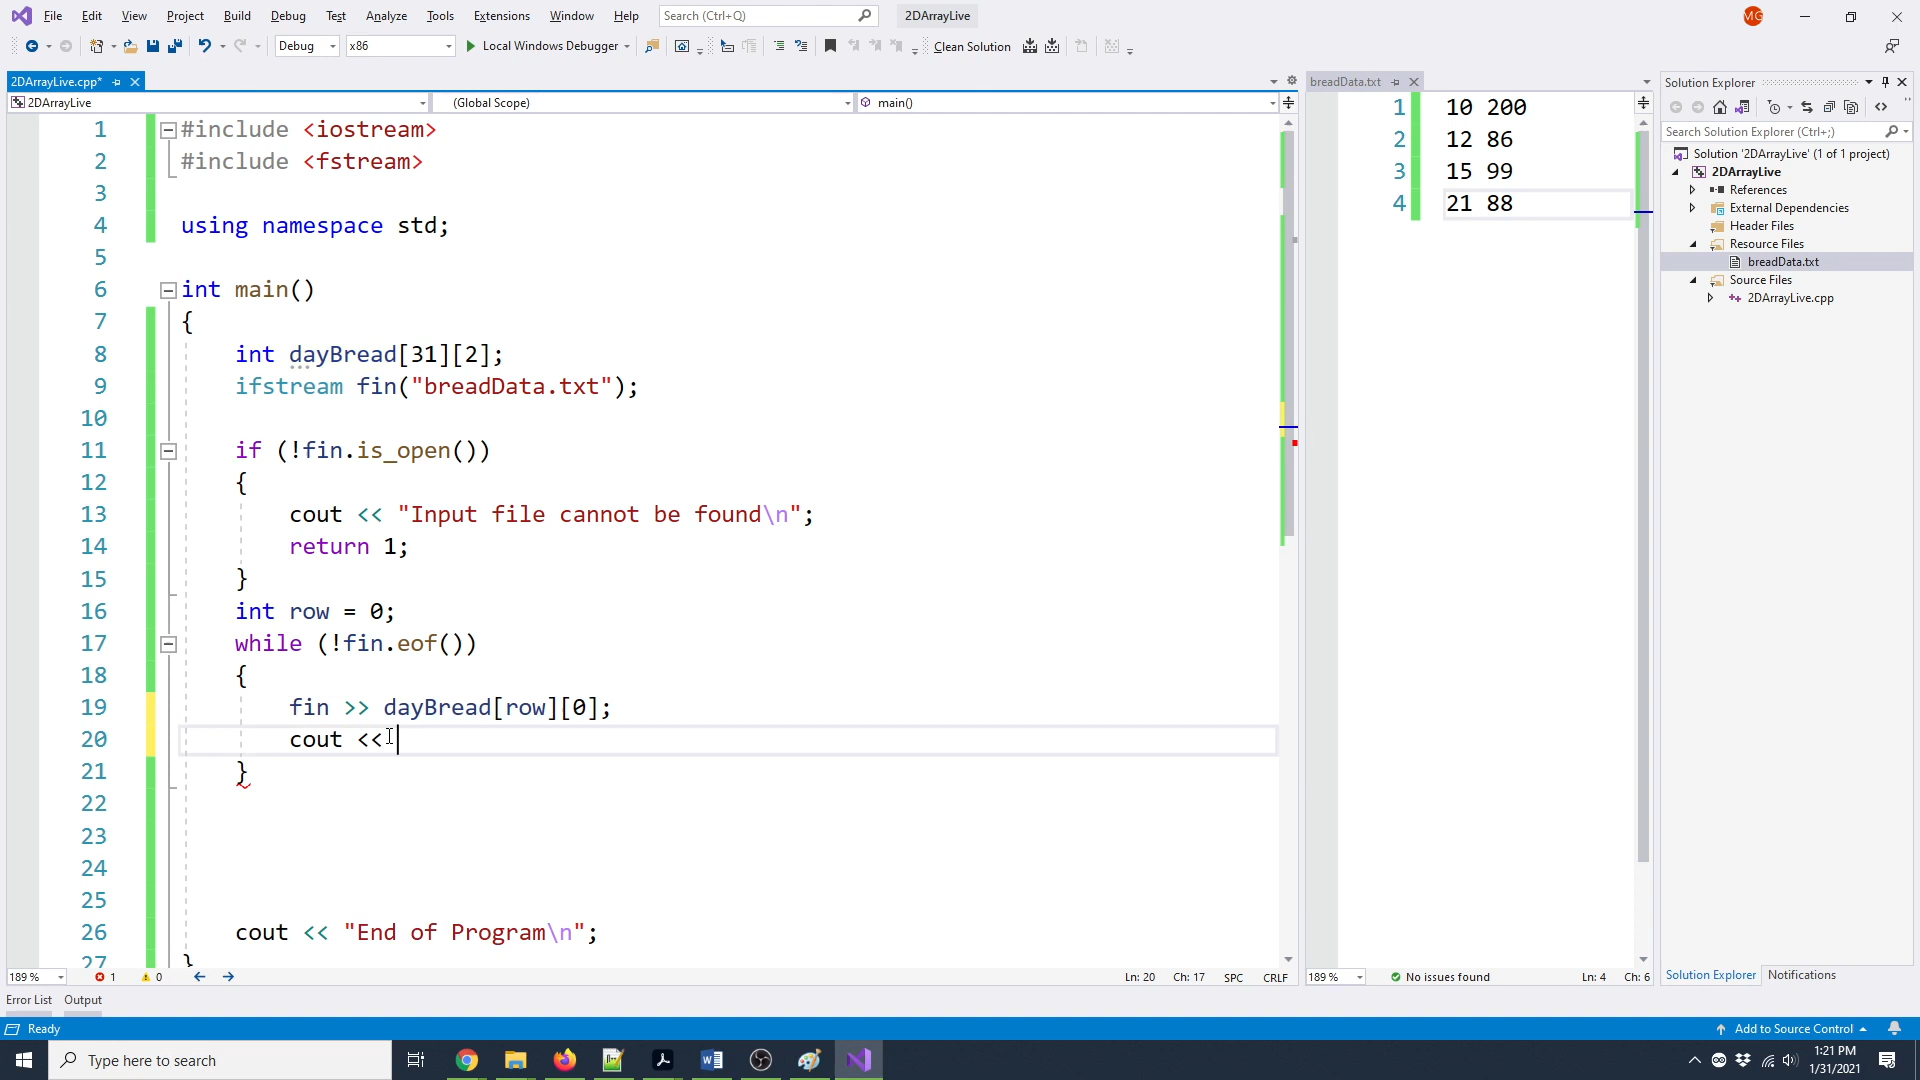 File Edit View Project Build Debug Test Analyze Tools Extensions Window Help Search (Ctrl+Q) 2DArrayLive MG
Debug x86 Local Windows Debugger Clean Solution
2DArrayLive.cpp*
2DArrayLive (Global Scope) main()
1 #include <iostream>
2 #include <fstream>
3
4 using namespace std;
5
6 int main()
7 {
8 int dayBread[31][2];
9 ifstream fin("breadData.txt");
10
11 if (!fin.is_open())
12 {
13 cout << "Input file cannot be found\n";
14 return 1;
15 }
16 int row = 0;
17 while (!fin.eof())
18 {
19 fin >> dayBread[row][0];
20 cout <<
21 }
22
23
24
25
26 cout << "End of Program\n";
27 }
189 % 1 0 Ln: 20 Ch: 17 SPC CRLF
breadData.txt
1 10 200
2 12 86
3 15 99
4 21 88
189 % No issues found Ln: 4 Ch: 6
Solution Explorer
Search Solution Explorer (Ctrl+;)
Solution '2DArrayLive' (1 of 1 project)
2DArrayLive
References
External Dependencies
Header Files
Resource Files
breadData.txt
Source Files
2DArrayLive.cpp
Solution Explorer Notifications
Error List Output
Ready Add to Source Control
Type here to search
1:21 PM
1/31/2021